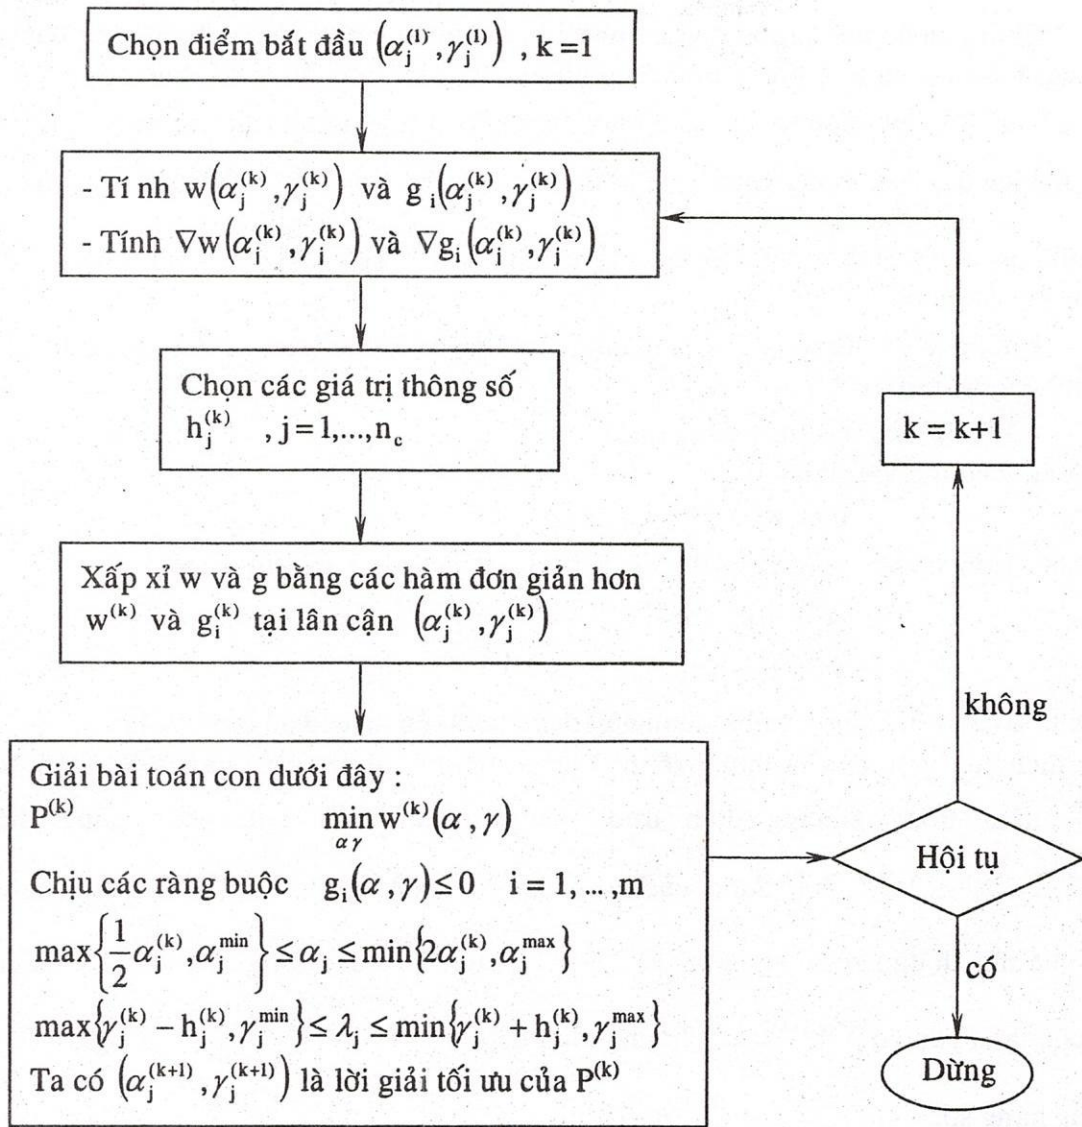 Chọn điểm bắt đầu (α_j^(1), γ_j^(1)) , k =1
- Tí nh w(α_j^(k), γ_j^(k)) và g_i(α_j^(k), γ_j^(k))
- Tính ∇w(α_j^(k), γ_j^(k)) và ∇g_i(α_j^(k), γ_j^(k))
Chọn các giá trị thông số
h_j^(k) , j = 1,...,n_c
k = k+1
Xấp xỉ w và g bằng các hàm đơn giản hơn
w^(k) và g_i^(k) tại lân cận (α_j^(k), γ_j^(k))
không
Giải bài toán con dưới đây :
P^(k) min_{α γ} w^(k)(α , γ)
Chịu các ràng buộc g_i(α , γ) ≤ 0 i = 1, ...,m
max{1/2 α_j^(k), α_j^min} ≤ α_j ≤ min{2α_j^(k), α_j^max}
max{γ_j^(k) − h_j^(k), γ_j^min} ≤ λ_j ≤ min{γ_j^(k) + h_j^(k), γ_j^max}
Ta có (α_j^(k+1), γ_j^(k+1)) là lời giải tối ưu của P^(k)
Hội tụ
có
Dừng